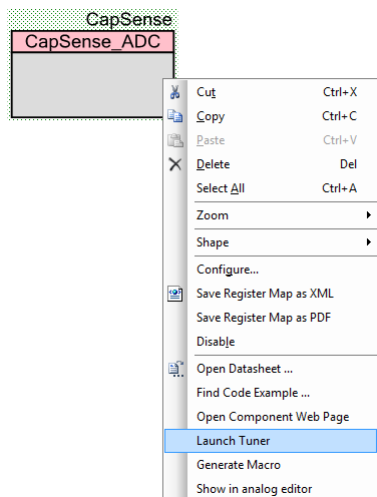 CapSense
CapSense_ADC
Cut Ctrl+X
Copy Ctrl+C
Paste Ctrl+V
Delete Del
Select All Ctrl+A
Zoom
Shape
Configure...
Save Register Map as XML
Save Register Map as PDF
Disable
Open Datasheet ...
Find Code Example ...
Open Component Web Page
Launch Tuner
Generate Macro
Show in analog editor